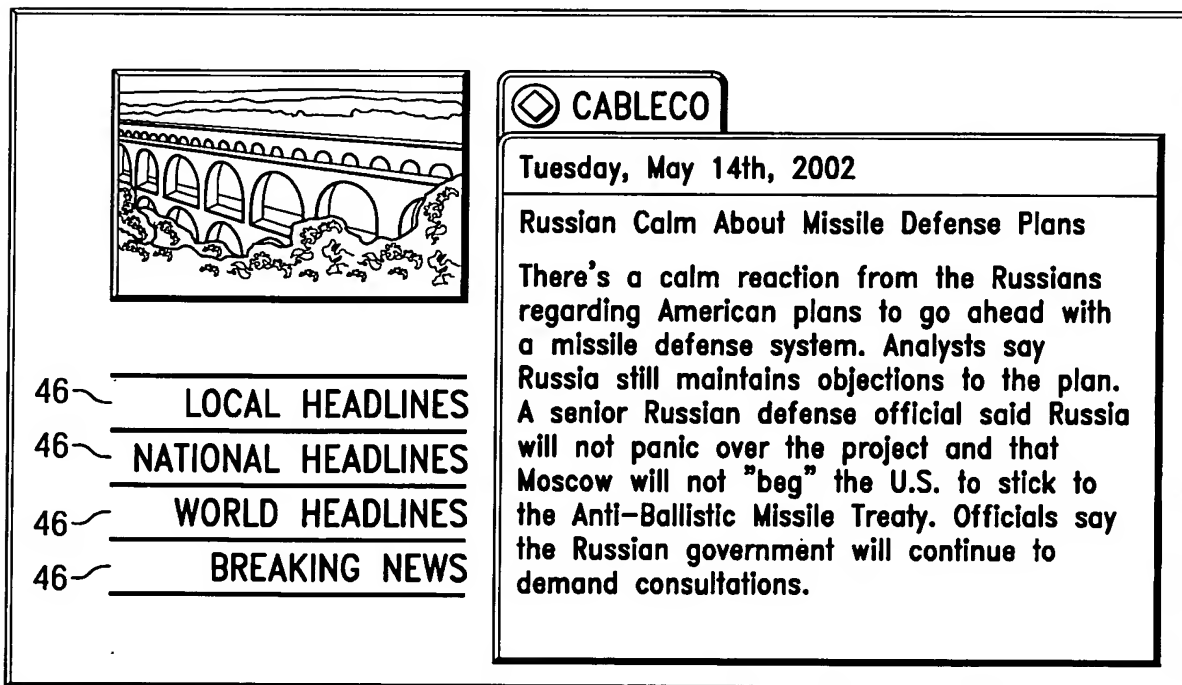 46 LOCAL HEADLINES
46 NATIONAL HEADLINES
46 WORLD HEADLINES
46 BREAKING NEWS
CABLECO
Tuesday, May 14th, 2002
Russian Calm About Missile Defense Plans
There's a calm reaction from the Russians
regarding American plans to go ahead with
a missile defense system. Analysts say
Russia still maintains objections to the plan.
A senior Russian defense official said Russia
will not panic over the project and that
Moscow will not "beg" the U.S. to stick to
the Anti-Ballistic Missile Treaty. Officials say
the Russian government will continue to
demand consultations.